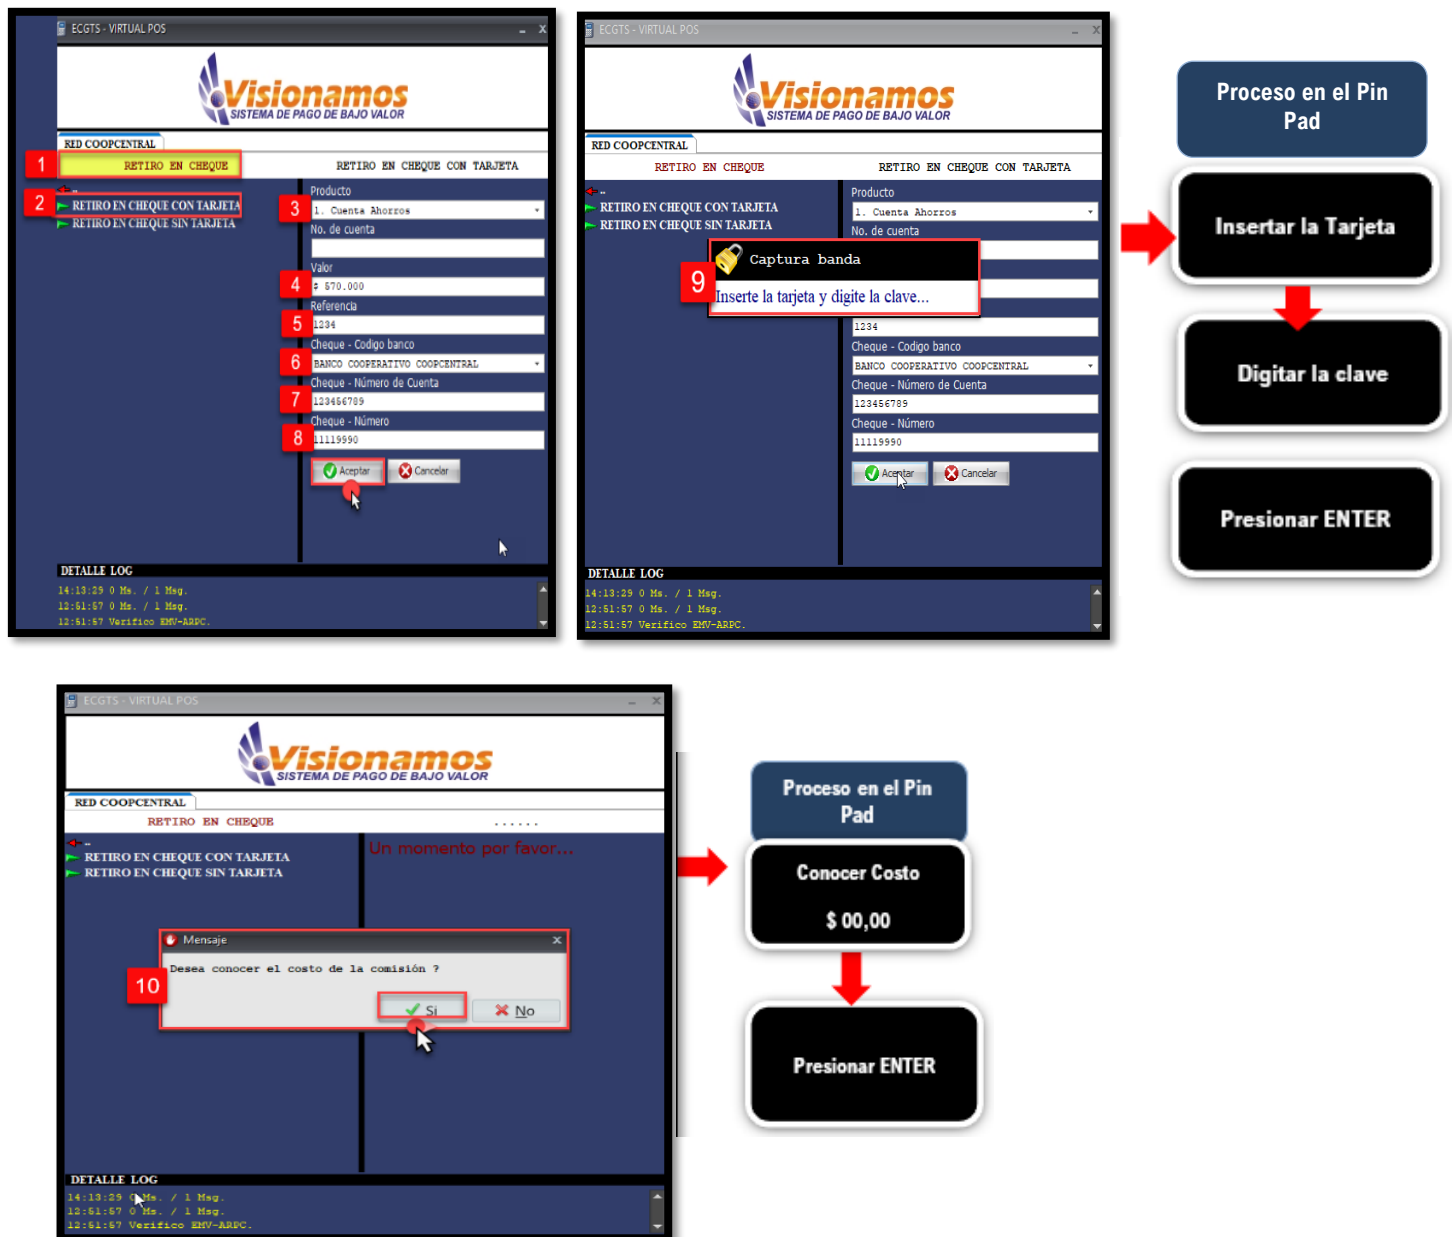 ECGTS - VIRTUAL POS
Visionamos
SISTEMA DE PAGO DE BAJO VALOR
RED COOPCENTRAL
1
RETIRO EN CHEQUE
RETIRO EN CHEQUE CON TARJETA
..
2
RETIRO EN CHEQUE CON TARJETA
RETIRO EN CHEQUE SIN TARJETA
Producto
3
1. Cuenta Ahorros
No. de cuenta
Valor
4
$ 570.000
Referencia
5
1234
Cheque - Codigo banco
6
BANCO COOPERATIVO COOPCENTRAL
Cheque - Número de Cuenta
7
123456789
Cheque - Número
8
11119990
Aceptar
Cancelar
DETALLE LOG
14:13:29 0 Ms. / 1 Msg.
12:51:57 0 Ms. / 1 Msg.
12:51:57 Verifico EMV-ARPC.
ECGTS - VIRTUAL POS
Visionamos
SISTEMA DE PAGO DE BAJO VALOR
RED COOPCENTRAL
RETIRO EN CHEQUE
RETIRO EN CHEQUE CON TARJETA
..
RETIRO EN CHEQUE CON TARJETA
RETIRO EN CHEQUE SIN TARJETA
Producto
1. Cuenta Ahorros
No. de cuenta
9
Captura banda
Inserte la tarjeta y digite la clave...
1234
Cheque - Codigo banco
BANCO COOPERATIVO COOPCENTRAL
Cheque - Número de Cuenta
123456789
Cheque - Número
11119990
Aceptar
Cancelar
DETALLE LOG
14:13:29 0 Ms. / 1 Msg.
12:51:57 0 Ms. / 1 Msg.
12:51:57 Verifico EMV-ARPC.
Proceso en el Pin
Pad
Insertar la Tarjeta
Digitar la clave
Presionar ENTER
ECGTS - VIRTUAL POS
Visionamos
SISTEMA DE PAGO DE BAJO VALOR
RED COOPCENTRAL
RETIRO EN CHEQUE
......
..
RETIRO EN CHEQUE CON TARJETA
RETIRO EN CHEQUE SIN TARJETA
Un momento por favor...
Mensaje
10
Desea conocer el costo de la comisión ?
Si
No
DETALLE LOG
14:13:29 0 Ms. / 1 Msg.
12:51:57 0 Ms. / 1 Msg.
12:51:57 Verifico EMV-ARPC.
Proceso en el Pin
Pad
Conocer Costo
$ 00,00
Presionar ENTER